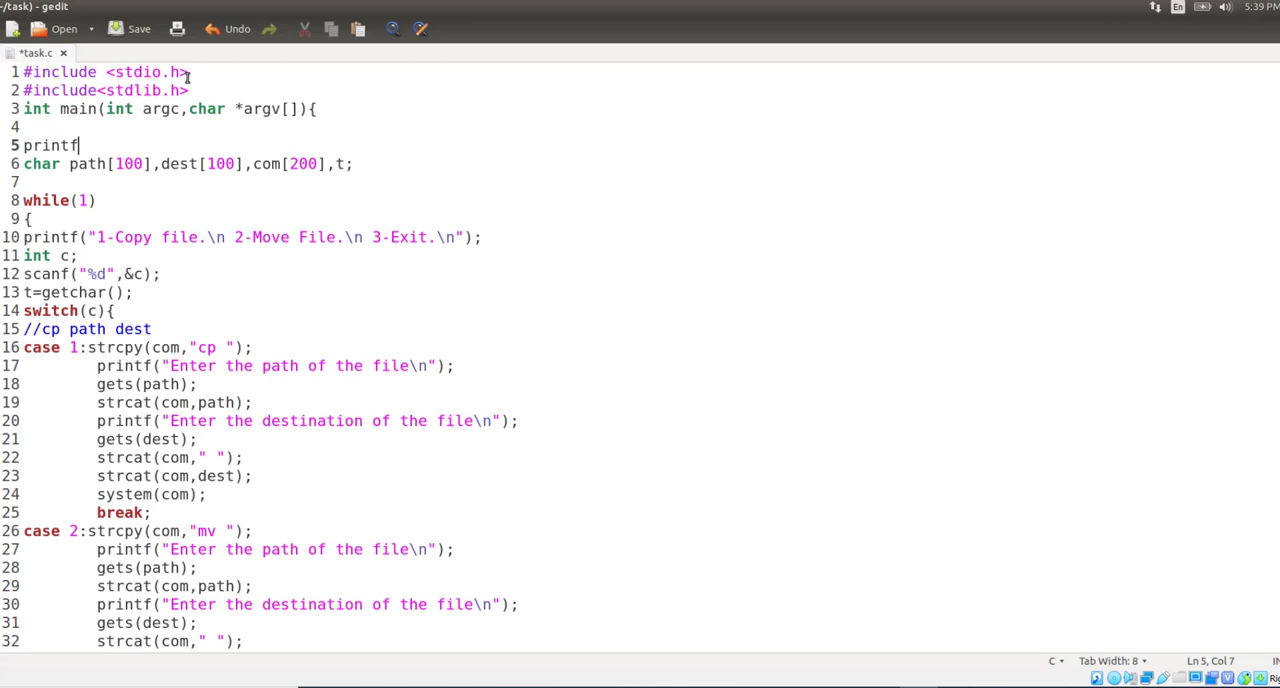 ~/task) - gedit
En 5:39 PM
Open Save Undo
*task.c ×
1 #include <stdio.h>
2 #include<stdlib.h>
3 int main(int argc,char *argv[]){
4
5 printf
6 char path[100],dest[100],com[200],t;
7
8 while(1)
9 {
10 printf("1-Copy file.\n 2-Move File.\n 3-Exit.\n");
11 int c;
12 scanf("%d",&c);
13 t=getchar();
14 switch(c){
15 //cp path dest
16 case 1:strcpy(com,"cp ");
17 printf("Enter the path of the file\n");
18 gets(path);
19 strcat(com,path);
20 printf("Enter the destination of the file\n");
21 gets(dest);
22 strcat(com," ");
23 strcat(com,dest);
24 system(com);
25 break;
26 case 2:strcpy(com,"mv ");
27 printf("Enter the path of the file\n");
28 gets(path);
29 strcat(com,path);
30 printf("Enter the destination of the file\n");
31 gets(dest);
32 strcat(com," ");
C Tab Width: 8 Ln 5, Col 7 IN
Ri